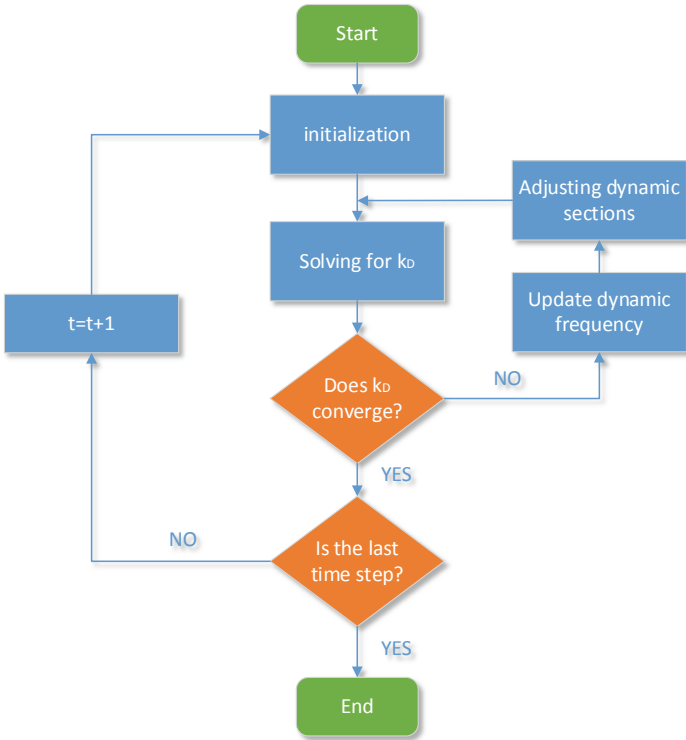 Start
initialization
Adjusting dynamic
sections
Solving for kD
Update dynamic
frequency
t=t+1
Does kD
converge?
NO
YES
Is the last
time step?
NO
YES
End